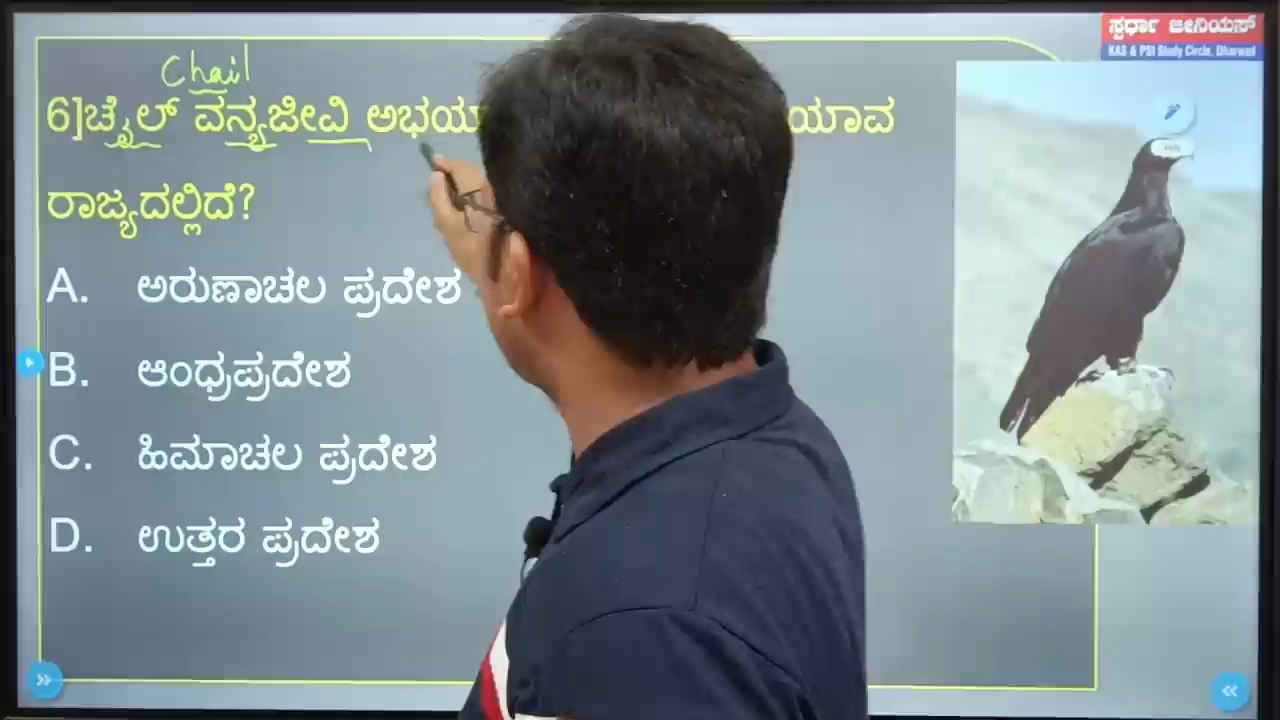 ಸ್ಪರ್ಧಾ ಜೀನಿಯಸ್
KAS & PSI Study Circle, Dharwad
Chail
6]ಚೈಲ್ ವನ್ಯಜೀವಿ ಯಾವ
ರಾಜ್ಯದಲ್ಲಿದೆ?
A. ಅರುಣಾಚಲ ಪ್ರದೇಶ
B. ಆಂಧ್ರಪ್ರದೇಶ
C. ಹಿಮಾಚಲ ಪ್ರದೇಶ
D. ಉತ್ತರ ಪ್ರದೇಶ